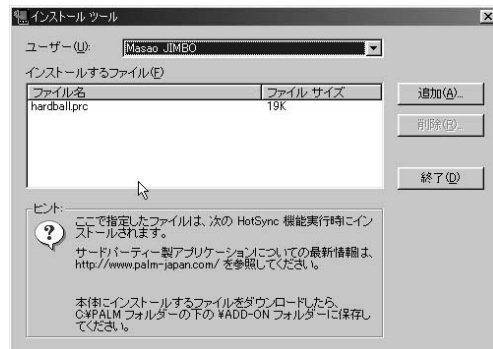 インストール ツール
ユーザー(U):
Masao JIMBO
インストールするファイル(F)
ファイル名 ファイル サイズ
hardball.prc 19K
追加(A)...
削除(R)...
終了(D)
ヒント:
ここで指定したファイルは、次の HotSync 機能実行時にイン
ストールされます。
サードパーティー製アプリケーションについての最新情報は、
http://www.palm-japan.com/ を参照してください。
本体にインストールするファイルをダウンロードしたら、
C:¥PALM フォルダーの下の ¥ADD-ON フォルダーに保存し
てください。